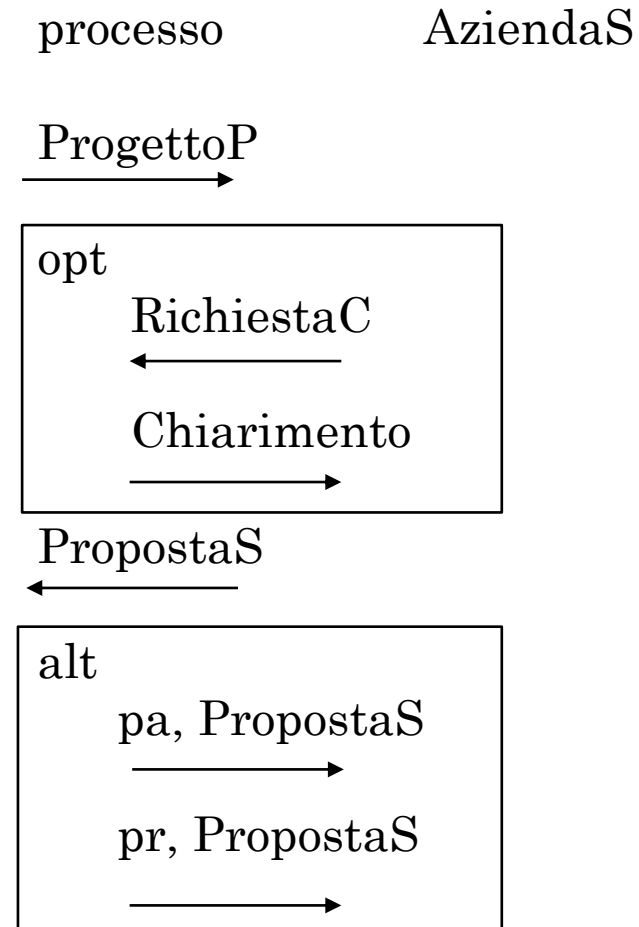 processo AziendaS
ProgettoP
opt
RichiestaC
Chiarimento
PropostaS
alt
pa, PropostaS
pr, PropostaS